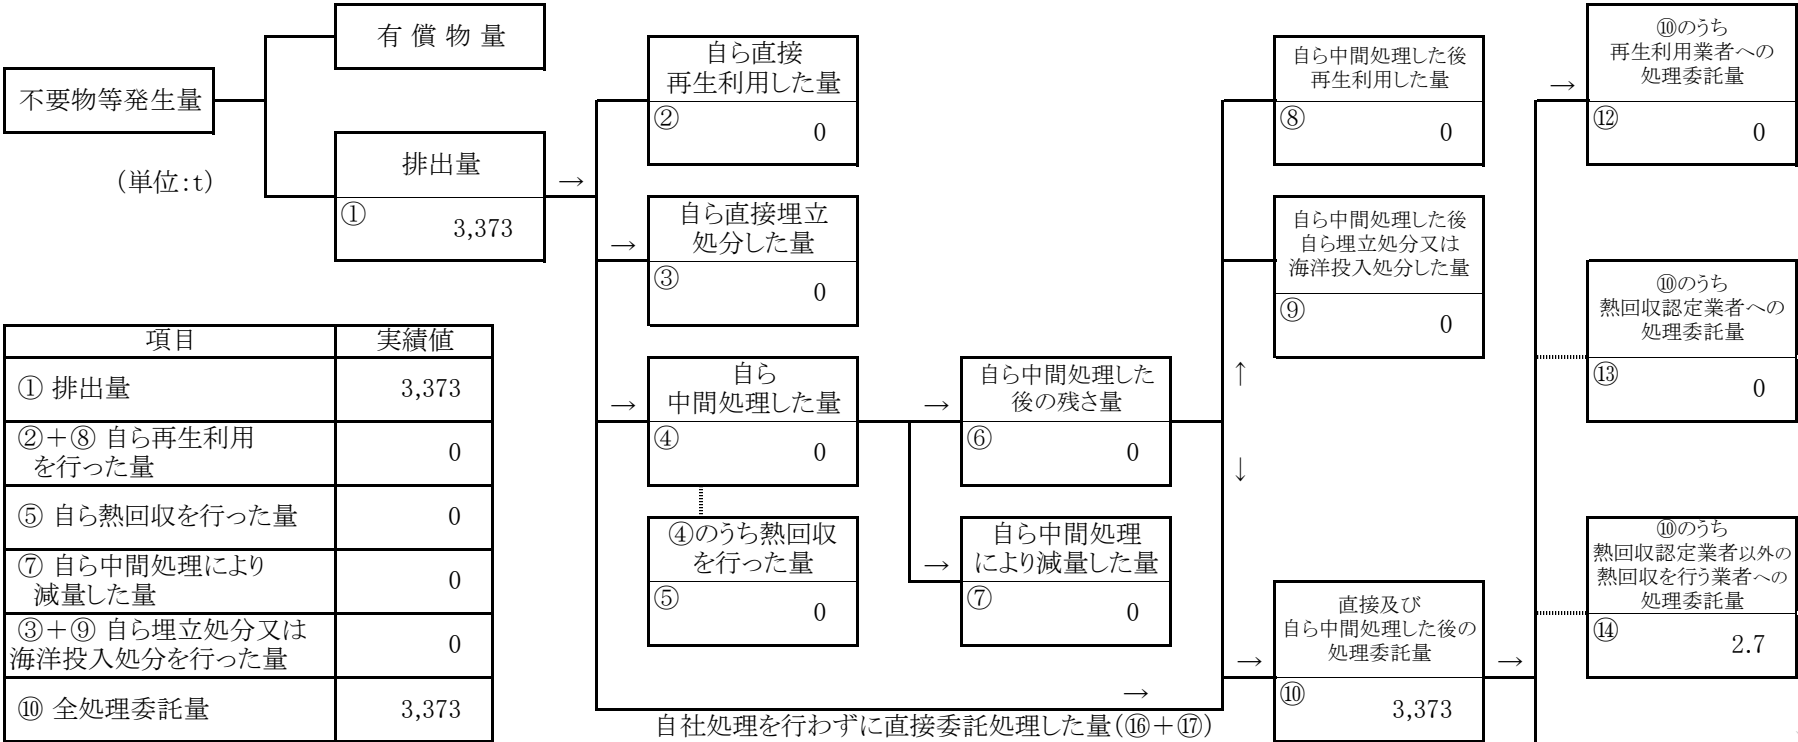 有 償 物 量
不要物等発生量
（単位：t）
排出量
→
①
3,373
自ら直接
再生利用した量
②
0
→
自ら直接埋立
処分した量
③
0
→
自ら
中間処理した量
④
0
④のうち熱回収
を行った量
⑤
0
→
自ら中間処理した
後の残さ量
⑥
0
→
自ら中間処理
により減量した量
⑦
0
自ら中間処理した後
再生利用した量
⑧
0
自ら中間処理した後
自ら埋立処分又は
海洋投入処分した量
⑨
0
↑
↓
→
直接及び
自ら中間処理した後の
処理委託量
⑩
3,373
→
→
⑩のうち
再生利用業者への
処理委託量
⑫
0
⑩のうち
熱回収認定業者への
処理委託量
⑬
0
⑩のうち
熱回収認定業者以外の
熱回収を行う業者への
処理委託量
⑭
2.7
→
自社処理を行わずに直接委託処理した量（⑯＋⑰）
項目 実績値
① 排出量 3,373
②＋⑧ 自ら再生利用
を行った量 0
⑤ 自ら熱回収を行った量 0
⑦ 自ら中間処理により
減量した量 0
③＋⑨ 自ら埋立処分又は
海洋投入処分を行った量 0
⑩ 全処理委託量 3,373